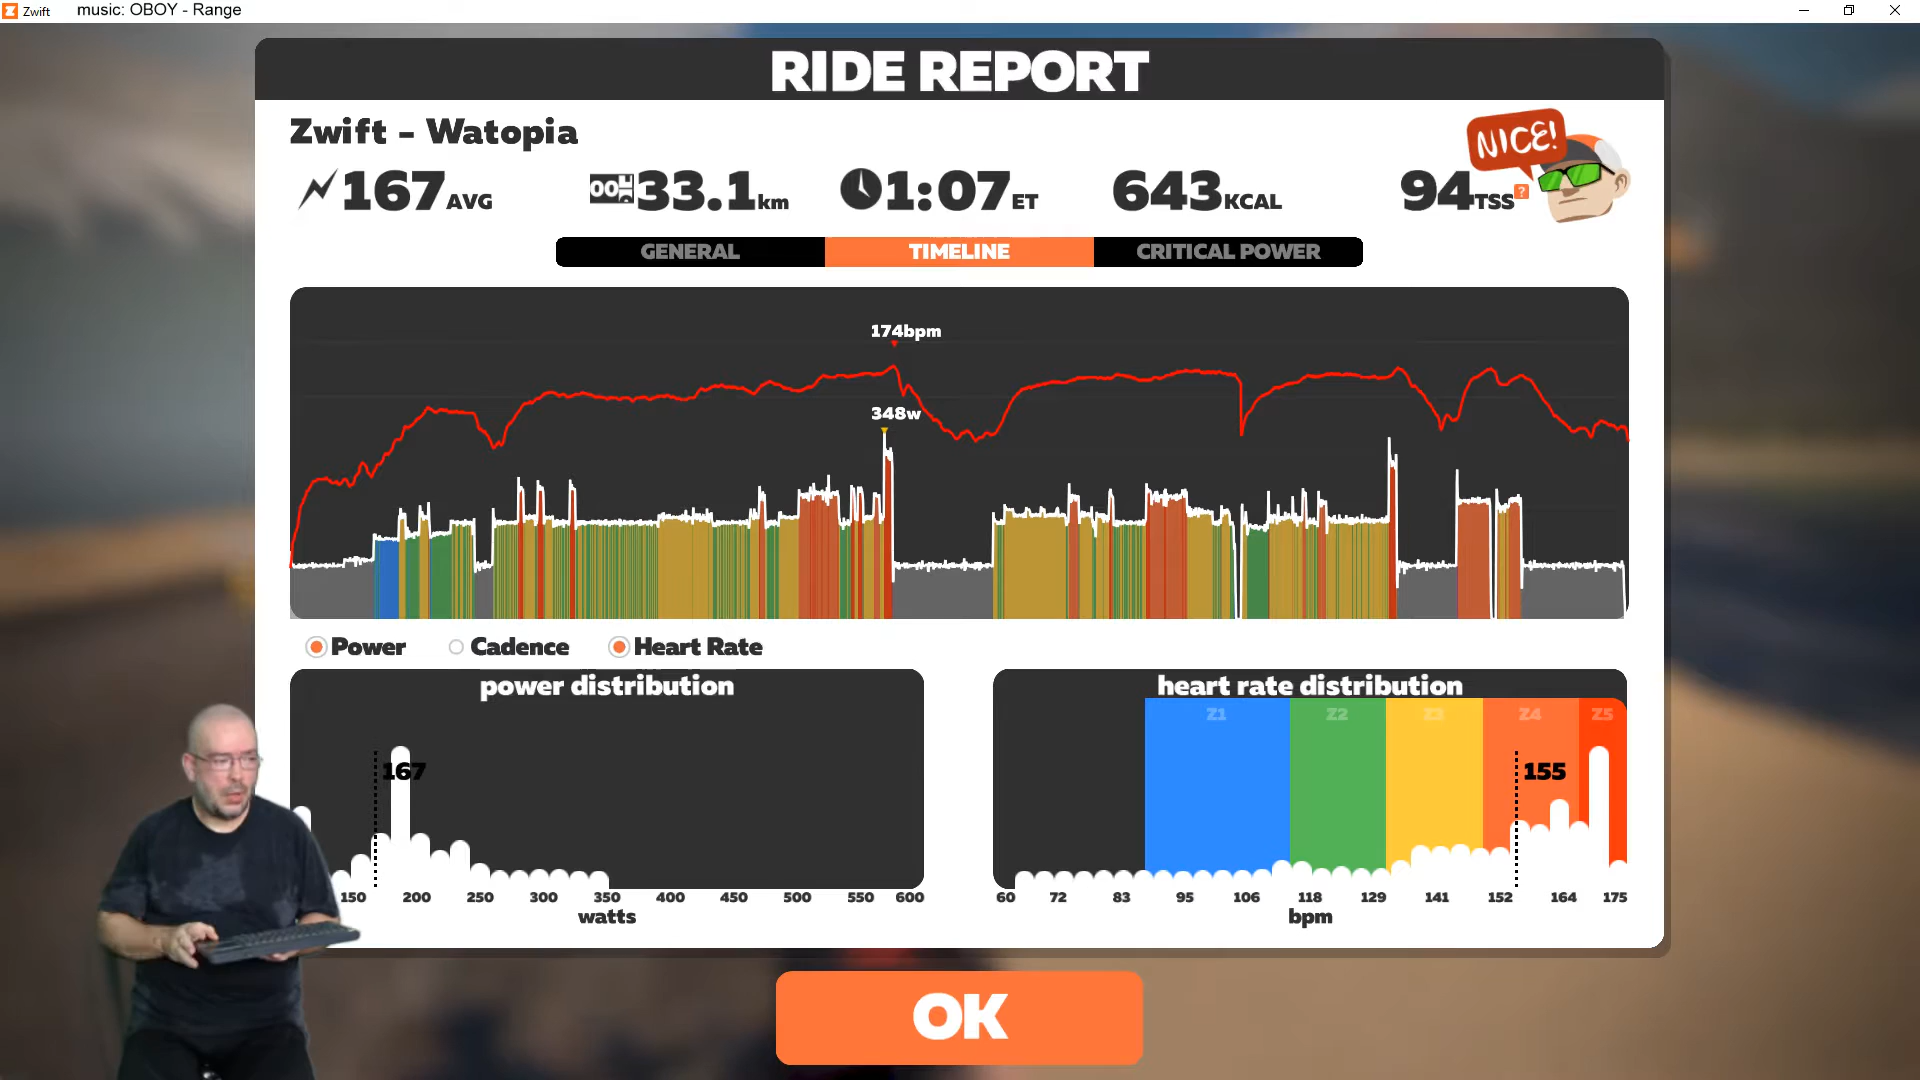 Zwift music: OBOY - Range
RIDE REPORT
Zwift - Watopia
NICE!
167AVG 33.1km 1:07ET 643KCAL 94TSS ?
GENERAL TIMELINE CRITICAL POWER
174bpm
348w
Power Cadence Heart Rate
power distribution
167
150 200 250 300 350 400 450 500 550 600
watts
heart rate distribution
Z1 Z2 Z3 Z4 Z5
155
60 72 83 95 106 118 129 141 152 164 175
bpm
OK